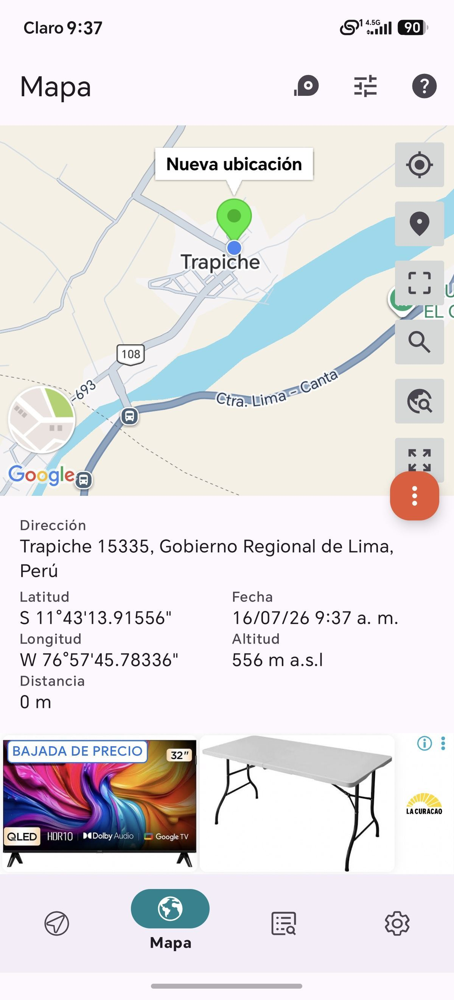 Claro 9:37
1 4.5G 90
Mapa
Nueva ubicación
Trapiche
EL
108
-693
Ctra. Lima - Canta
Google
Dirección
Trapiche 15335, Gobierno Regional de Lima,
Perú
Latitud
S 11°43'13.91556"
Fecha
16/07/26 9:37 a. m.
Longitud
W 76°57'45.78336"
Altitud
556 m a.s.l
Distancia
0 m
BAJADA DE PRECIO
32"
QLED HDR10 Dolby Audio Google TV
LA CURACAO
Mapa